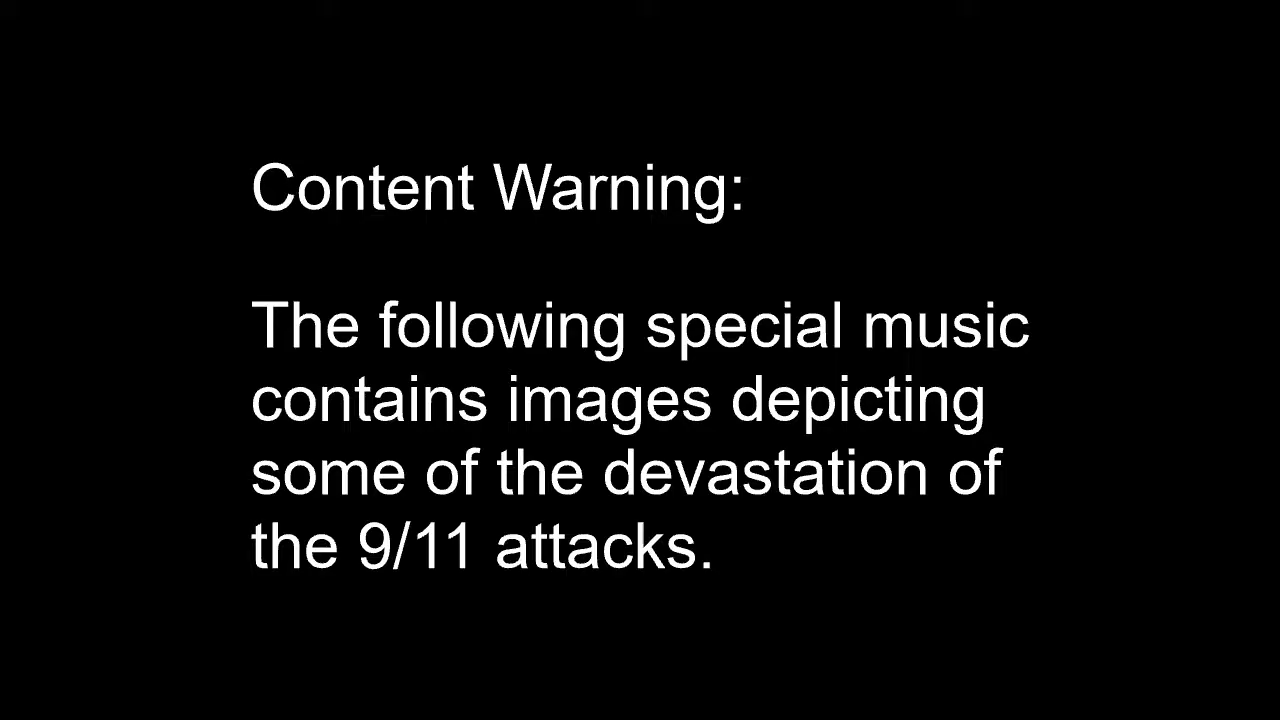 Content Warning:
The following special music
contains images depicting
some of the devastation of
the 9/11 attacks.